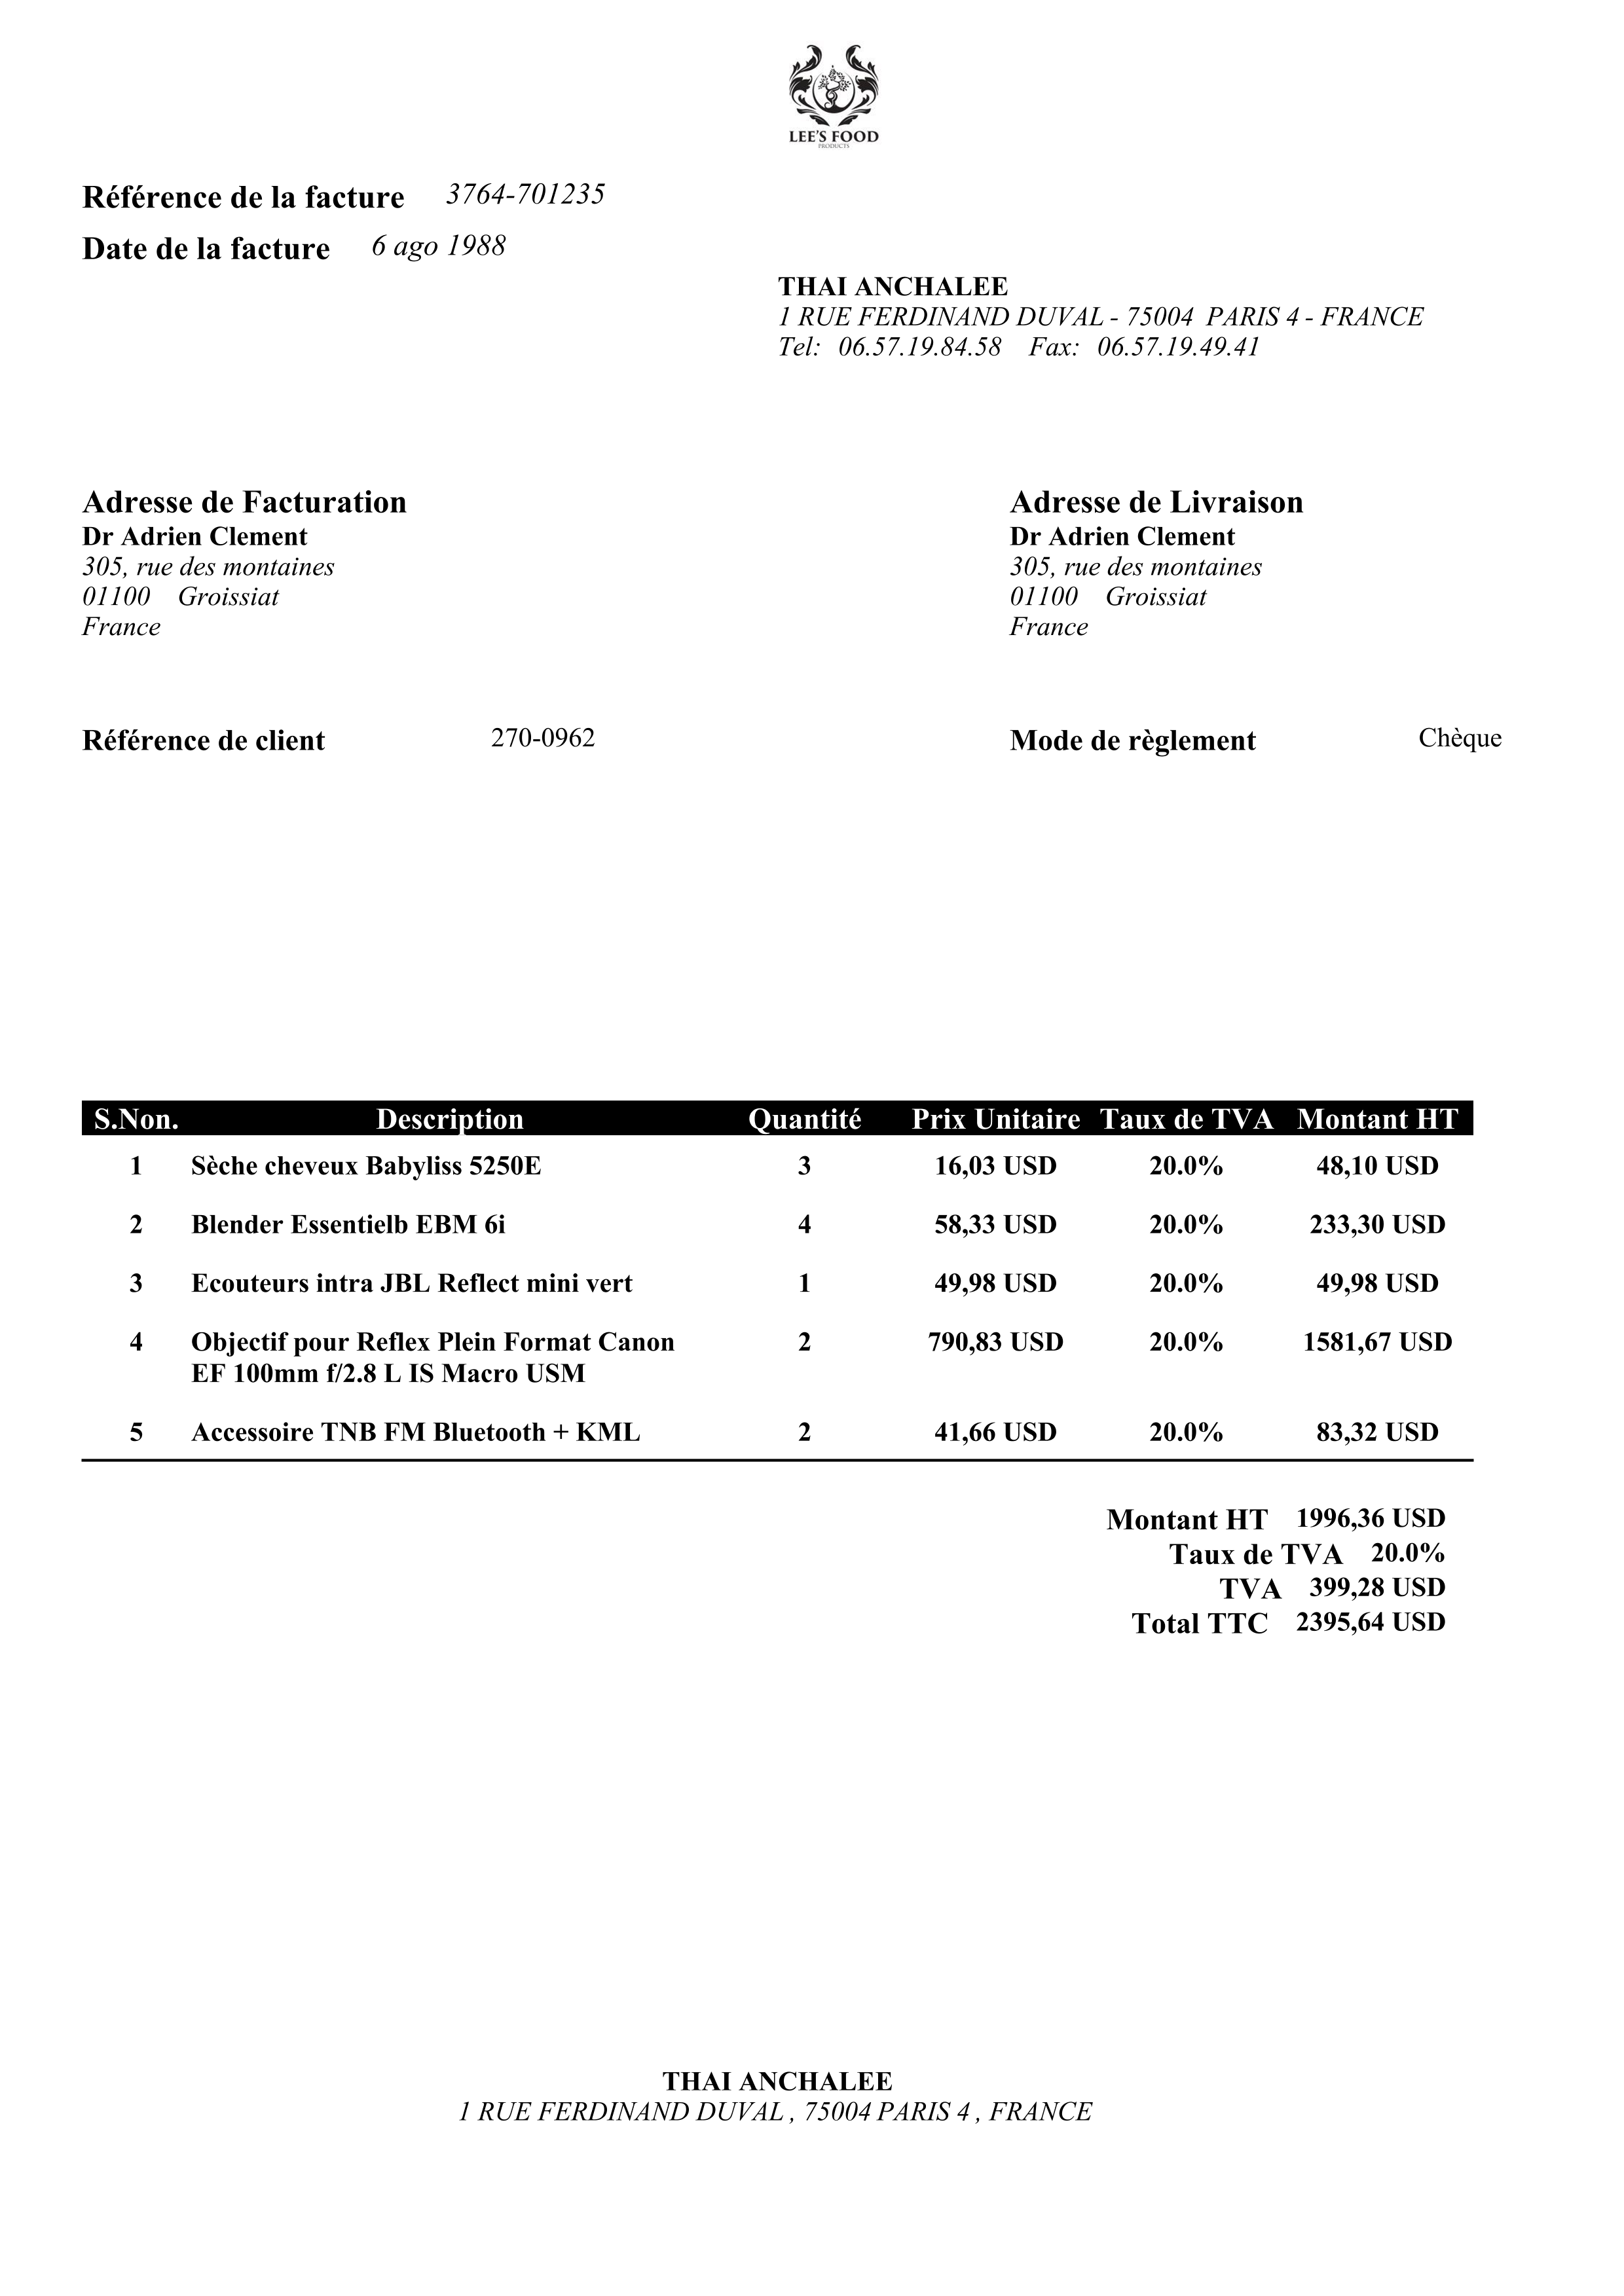 LEE'S FOOD
PRODUCTS
Référence de la facture 3764-701235
Date de la facture 6 ago 1988
THAI ANCHALEE
1 RUE FERDINAND DUVAL - 75004 PARIS 4 - FRANCE
Tel: 06.57.19.84.58 Fax: 06.57.19.49.41
Adresse de Facturation
Dr Adrien Clement
305, rue des montaines
01100 Groissiat
France
Adresse de Livraison
Dr Adrien Clement
305, rue des montaines
01100 Groissiat
France
Référence de client 270-0962
Mode de règlement Chèque
S.Non. Description Quantité Prix Unitaire Taux de TVA Montant HT
1 Sèche cheveux Babyliss 5250E 3 16,03 USD 20.0% 48,10 USD
2 Blender Essentielb EBM 6i 4 58,33 USD 20.0% 233,30 USD
3 Ecouteurs intra JBL Reflect mini vert 1 49,98 USD 20.0% 49,98 USD
4 Objectif pour Reflex Plein Format Canon 2 790,83 USD 20.0% 1581,67 USD
EF 100mm f/2.8 L IS Macro USM
5 Accessoire TNB FM Bluetooth + KML 2 41,66 USD 20.0% 83,32 USD
Montant HT 1996,36 USD
Taux de TVA 20.0%
TVA 399,28 USD
Total TTC 2395,64 USD
THAI ANCHALEE
1 RUE FERDINAND DUVAL , 75004 PARIS 4 , FRANCE